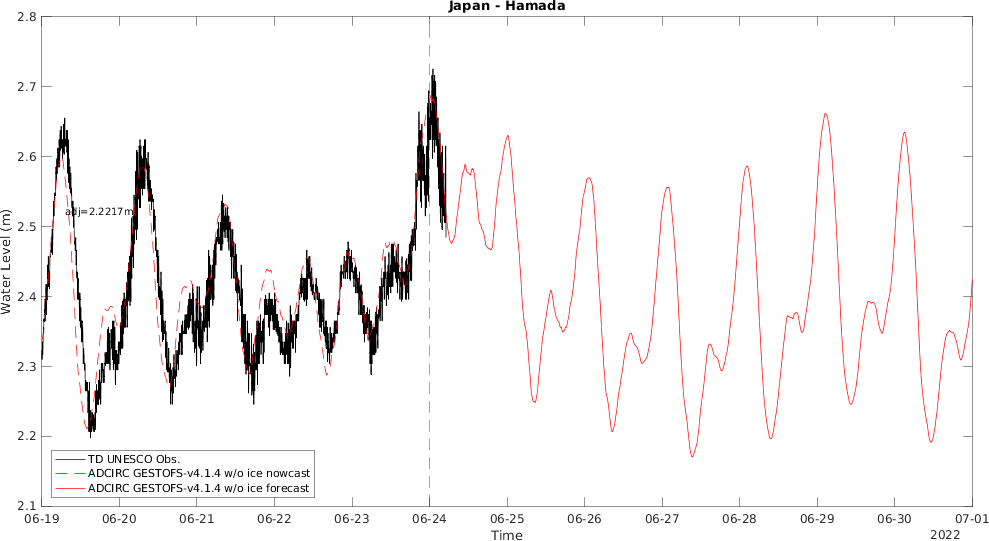 Japan - Hamada
2.8
2.7
2.6
2.5
2.4
2.3
2.2
2.1
Water Level (m)
adj=2.2217m
TD UNESCO Obs.
ADCIRC GESTOFS-v4.1.4 w/o ice nowcast
ADCIRC GESTOFS-v4.1.4 w/o ice forecast
06-19 06-20 06-21 06-22 06-23 06-24 06-25 06-26 06-27 06-28 06-29 06-30 07-01
Time
2022